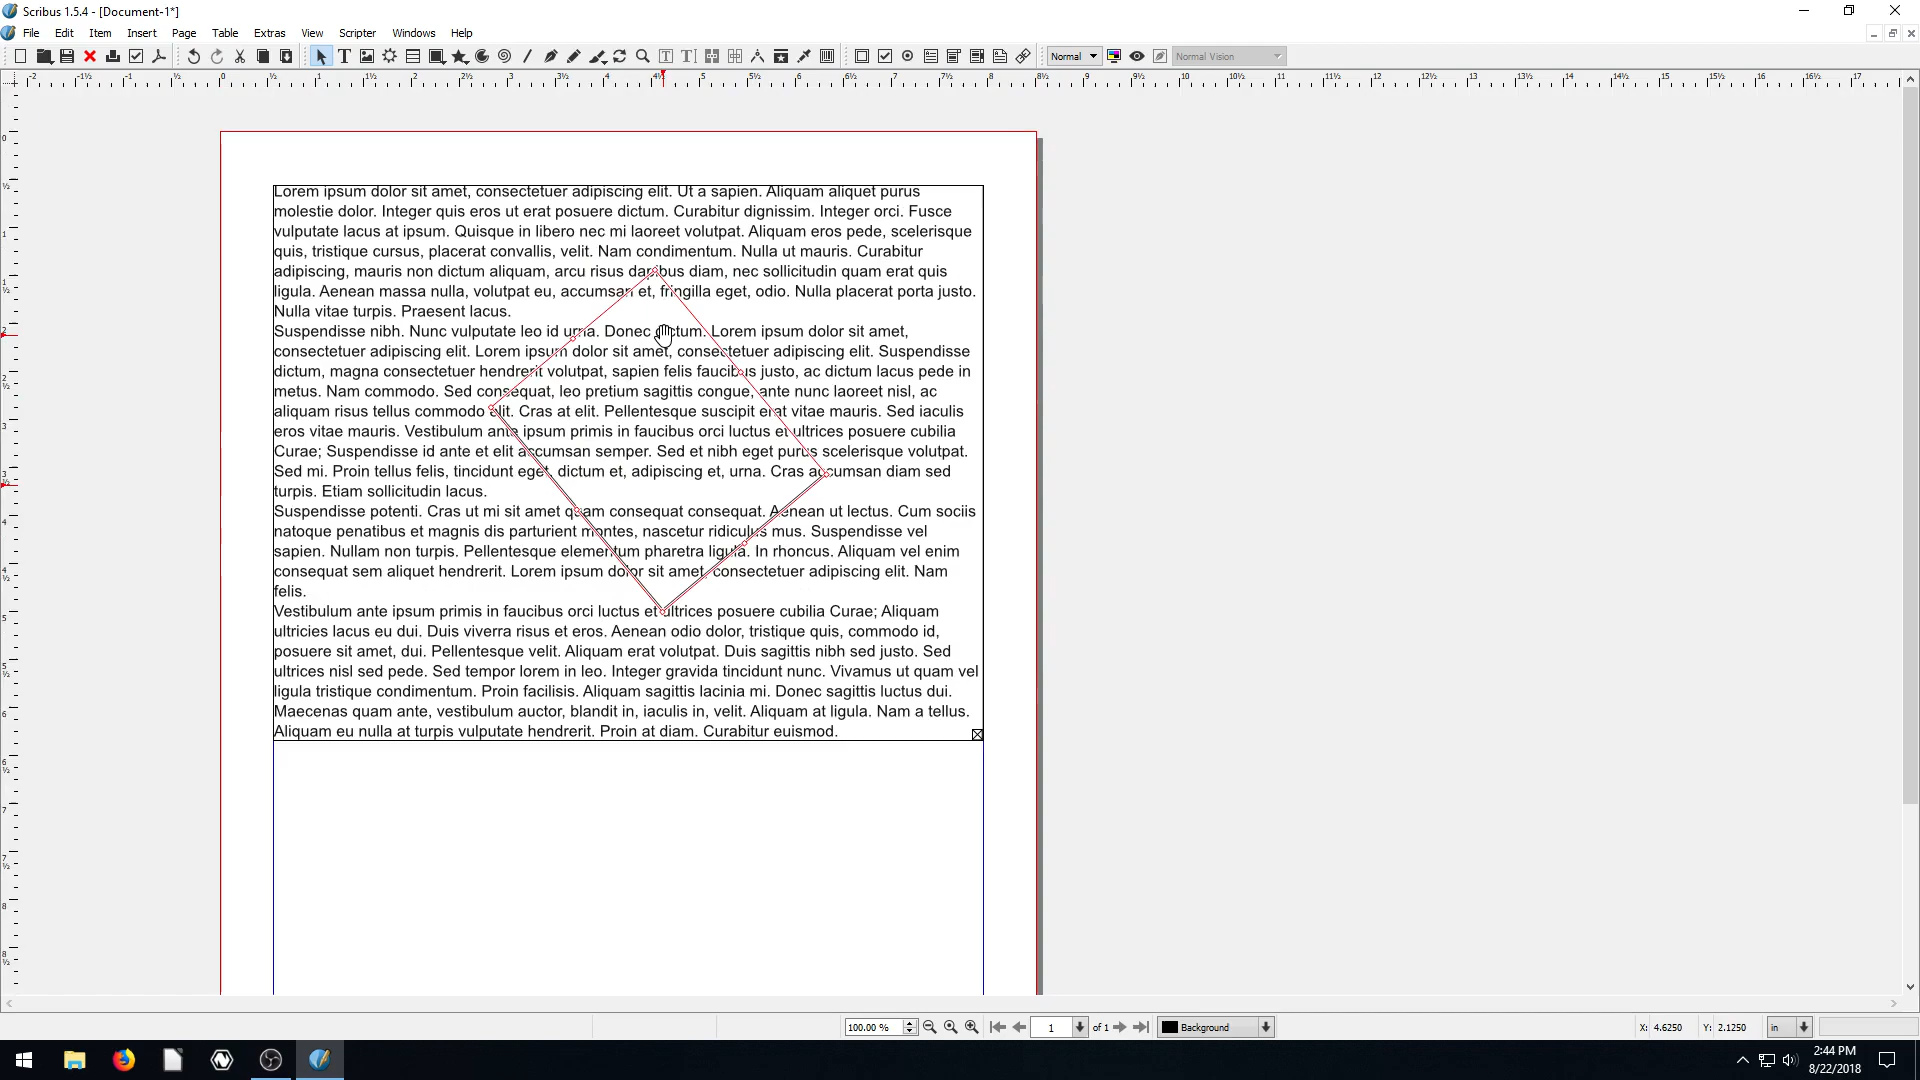 Scribus 1.5.4 - [Document-1*]
File Edit Item Insert Page Table Extras View Scripter Windows Help
Normal Normal Vision
Lorem ipsum dolor sit amet, consectetuer adipiscing elit. Ut a sapien. Aliquam aliquet purus
molestie dolor. Integer quis eros ut erat posuere dictum. Curabitur dignissim. Integer orci. Fusce
vulputate lacus at ipsum. Quisque in libero nec mi laoreet volutpat. Aliquam eros pede, scelerisque
quis, tristique cursus, placerat convallis, velit. Nam condimentum. Nulla ut mauris. Curabitur
adipiscing, mauris non dictum aliquam, arcu risus dapibus diam, nec sollicitudin quam erat quis
ligula. Aenean massa nulla, volutpat eu, accumsan et, fringilla eget, odio. Nulla placerat porta justo.
Nulla vitae turpis. Praesent lacus.
Suspendisse nibh. Nunc vulputate leo id urna. Donec dictum. Lorem ipsum dolor sit amet,
consectetuer adipiscing elit. Lorem ipsum dolor sit amet, consectetuer adipiscing elit. Suspendisse
dictum, magna consectetuer hendrerit volutpat, sapien felis faucibus justo, ac dictum lacus pede in
metus. Nam commodo. Sed consequat, leo pretium sagittis congue, ante nunc laoreet nisl, ac
aliquam risus tellus commodo elit. Cras at elit. Pellentesque suscipit erat vitae mauris. Sed iaculis
eros vitae mauris. Vestibulum ante ipsum primis in faucibus orci luctus et ultrices posuere cubilia
Curae; Suspendisse id ante et elit accumsan semper. Sed et nibh eget purus scelerisque volutpat.
Sed mi. Proin tellus felis, tincidunt eget, dictum et, adipiscing et, urna. Cras accumsan diam sed
turpis. Etiam sollicitudin lacus.
Suspendisse potenti. Cras ut mi sit amet quam consequat consequat. Aenean ut lectus. Cum sociis
natoque penatibus et magnis dis parturient montes, nascetur ridiculus mus. Suspendisse vel
sapien. Nullam non turpis. Pellentesque elementum pharetra ligula. In rhoncus. Aliquam vel enim
consequat sem aliquet hendrerit. Lorem ipsum dolor sit amet, consectetuer adipiscing elit. Nam
felis.
Vestibulum ante ipsum primis in faucibus orci luctus et ultrices posuere cubilia Curae; Aliquam
ultricies lacus eu dui. Duis viverra risus et eros. Aenean odio dolor, tristique quis, commodo id,
posuere sit amet, dui. Pellentesque velit. Aliquam erat volutpat. Duis sagittis nibh sed justo. Sed
ultrices nisl sed pede. Sed tempor lorem in leo. Integer gravida tincidunt nunc. Vivamus ut quam vel
ligula tristique condimentum. Proin facilisis. Aliquam sagittis lacinia mi. Donec sagittis luctus dui.
Maecenas quam ante, vestibulum auctor, blandit in, iaculis in, velit. Aliquam at ligula. Nam a tellus.
Aliquam eu nulla at turpis vulputate hendrerit. Proin at diam. Curabitur euismod.
100.00 % 1 of 1 Background X: 4.6250 Y: 2.1250 in
2:44 PM
8/22/2018